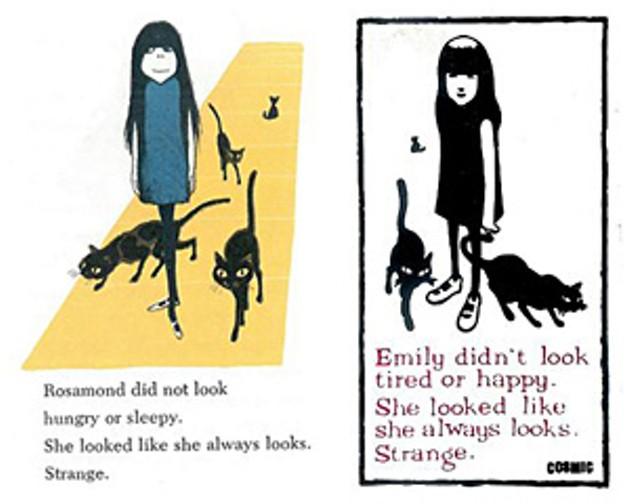 Rosamond did not look
hungry or sleepy.
She looked like she always looks.
Strange.
Emily didn't look
tired or happy.
She looked like
she always looks.
Strange.
COSMIC